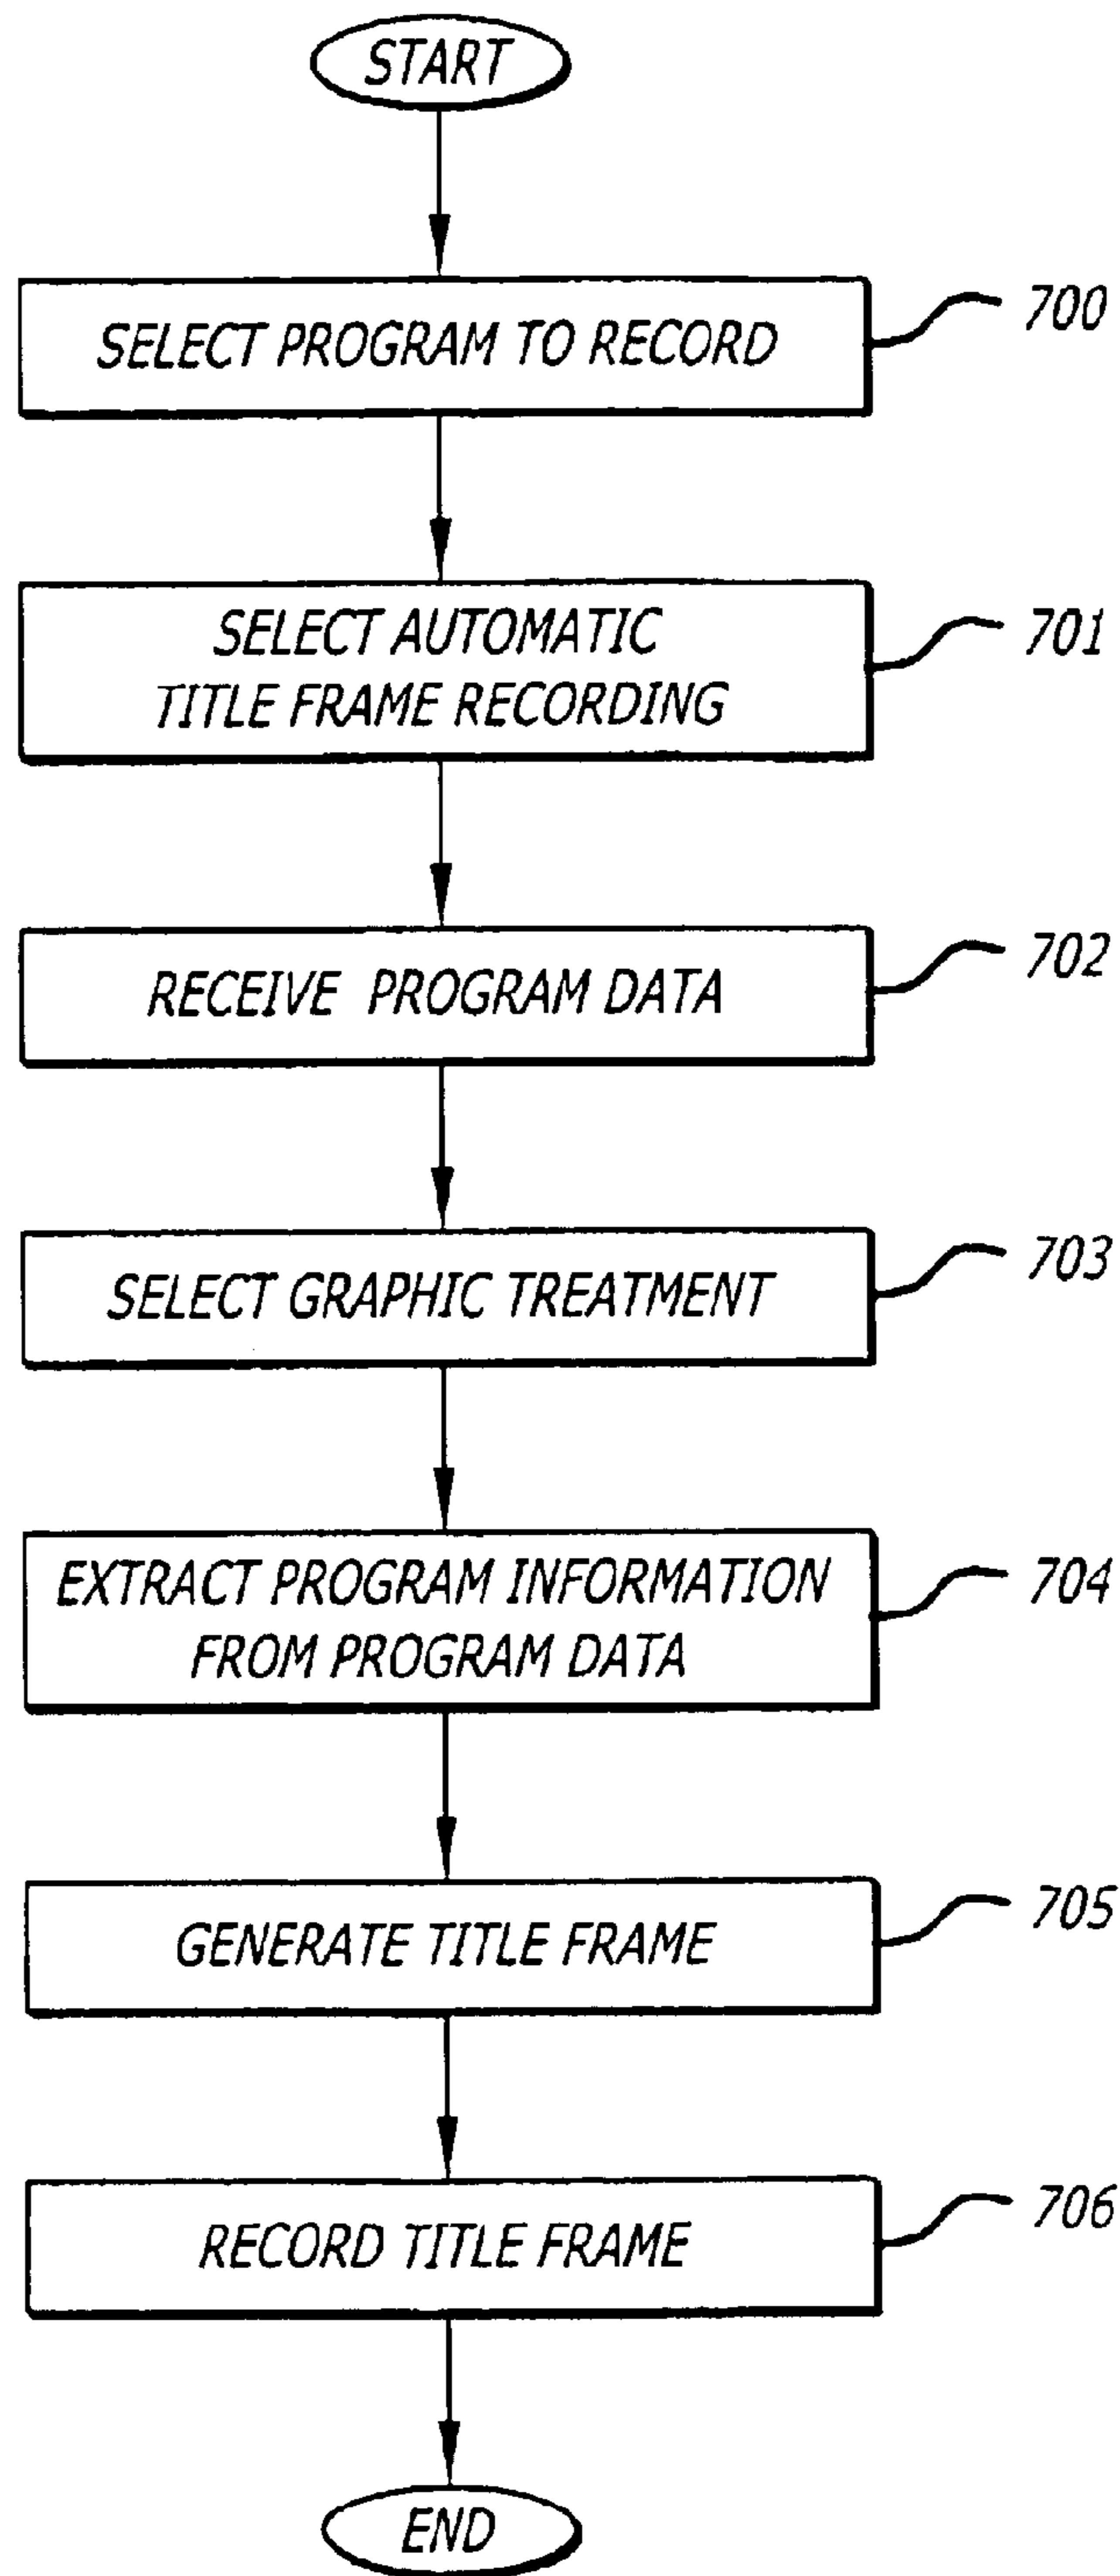 START
SELECT PROGRAM TO RECORD
700
SELECT AUTOMATIC
TITLE FRAME RECORDING
701
RECEIVE PROGRAM DATA
702
SELECT GRAPHIC TREATMENT
703
EXTRACT PROGRAM INFORMATION
FROM PROGRAM DATA
704
GENERATE TITLE FRAME
705
RECORD TITLE FRAME
706
END